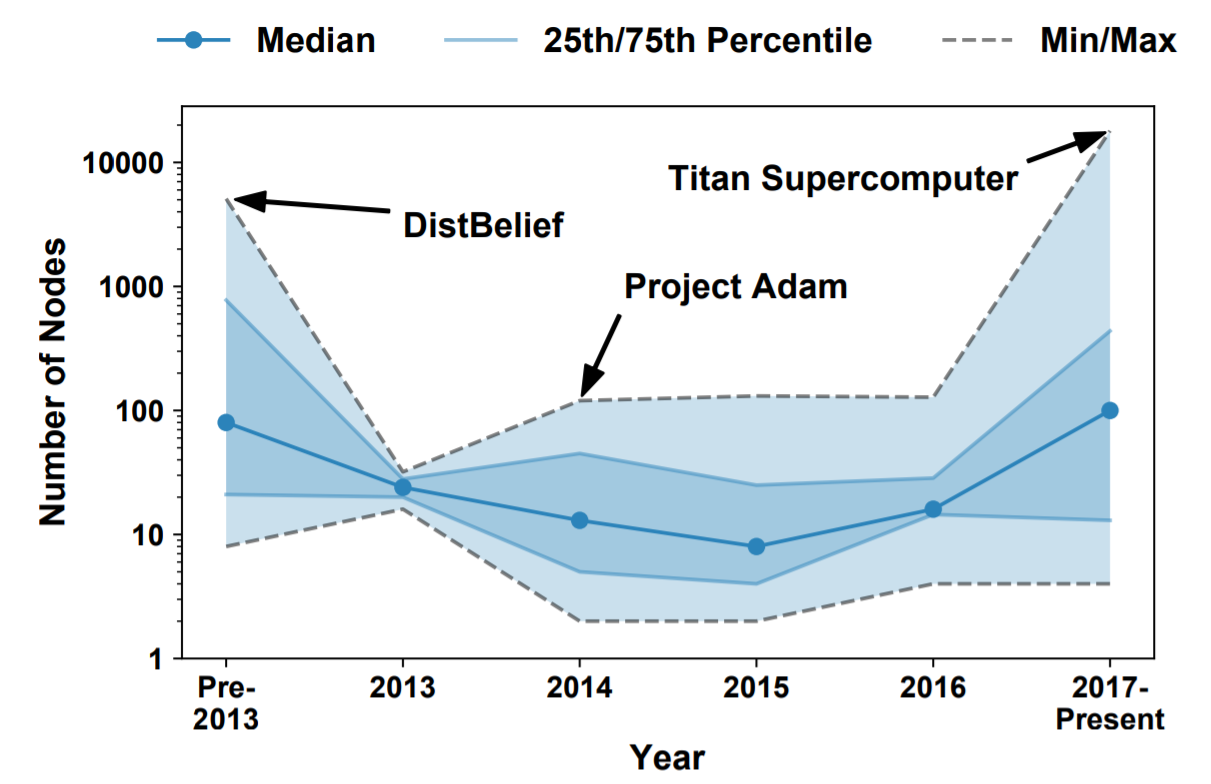 Median 25th/75th Percentile Min/Max
10000
1000
100
10
1
Number of Nodes
DistBelief
Project Adam
Titan Supercomputer
Pre-
2013
2013
2014
2015
2016
2017-
Present
Year